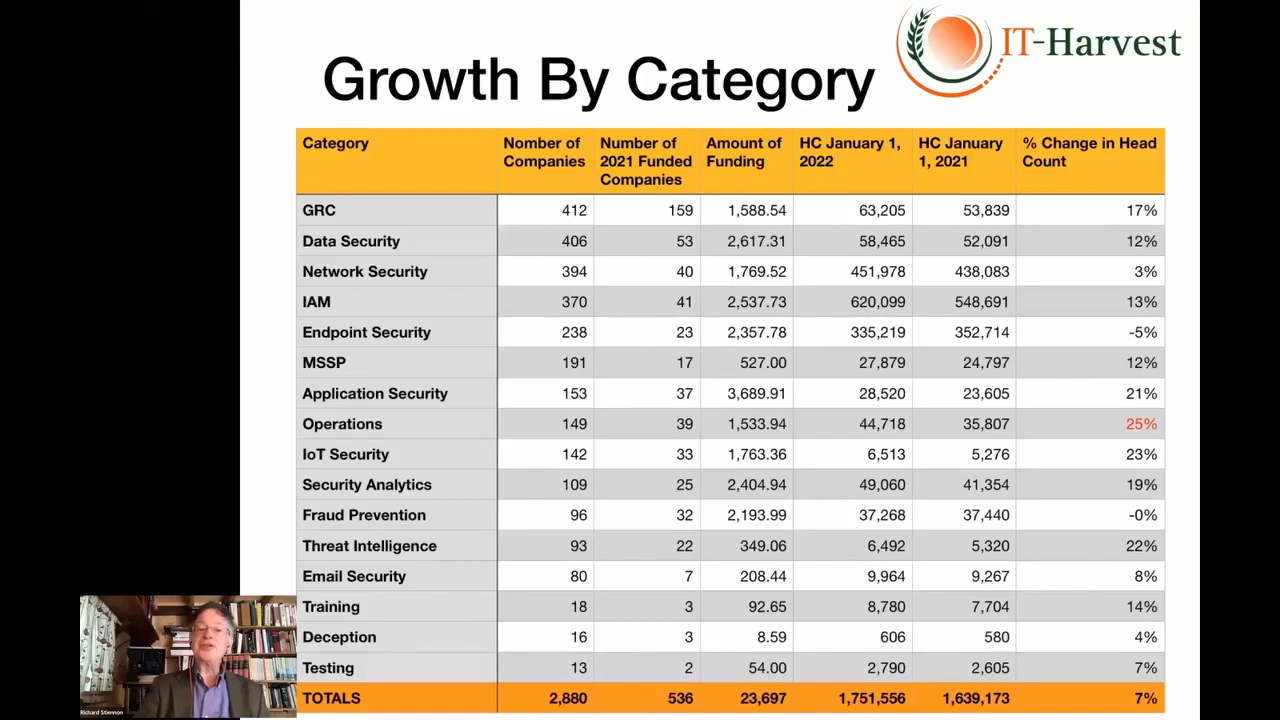 IT-Harvest
Growth By Category
Category Nomber of Companies Number of 2021 Funded Companies Amount of Funding HC January 1, 2022 HC January 1, 2021 % Change in Head Count
GRC 412 159 1,588.54 63,205 53,839 17%
Data Security 406 53 2,617.31 58,465 52,091 12%
Network Security 394 40 1,769.52 451,978 438,083 3%
IAM 370 41 2,537.73 620,099 548,691 13%
Endpoint Security 238 23 2,357.78 335,219 352,714 -5%
MSSP 191 17 527.00 27,879 24,797 12%
Application Security 153 37 3,689.91 28,520 23,605 21%
Operations 149 39 1,533.94 44,718 35,807 25%
IoT Security 142 33 1,763.36 6,513 5,276 23%
Security Analytics 109 25 2,404.94 49,060 41,354 19%
Fraud Prevention 96 32 2,193.99 37,268 37,440 -0%
Threat Intelligence 93 22 349.06 6,492 5,320 22%
Email Security 80 7 208.44 9,964 9,267 8%
Training 18 3 92.65 8,780 7,704 14%
Deception 16 3 8.59 606 580 4%
Testing 13 2 54.00 2,790 2,605 7%
TOTALS 2,880 536 23,697 1,751,556 1,639,173 7%
Richard Stiennon